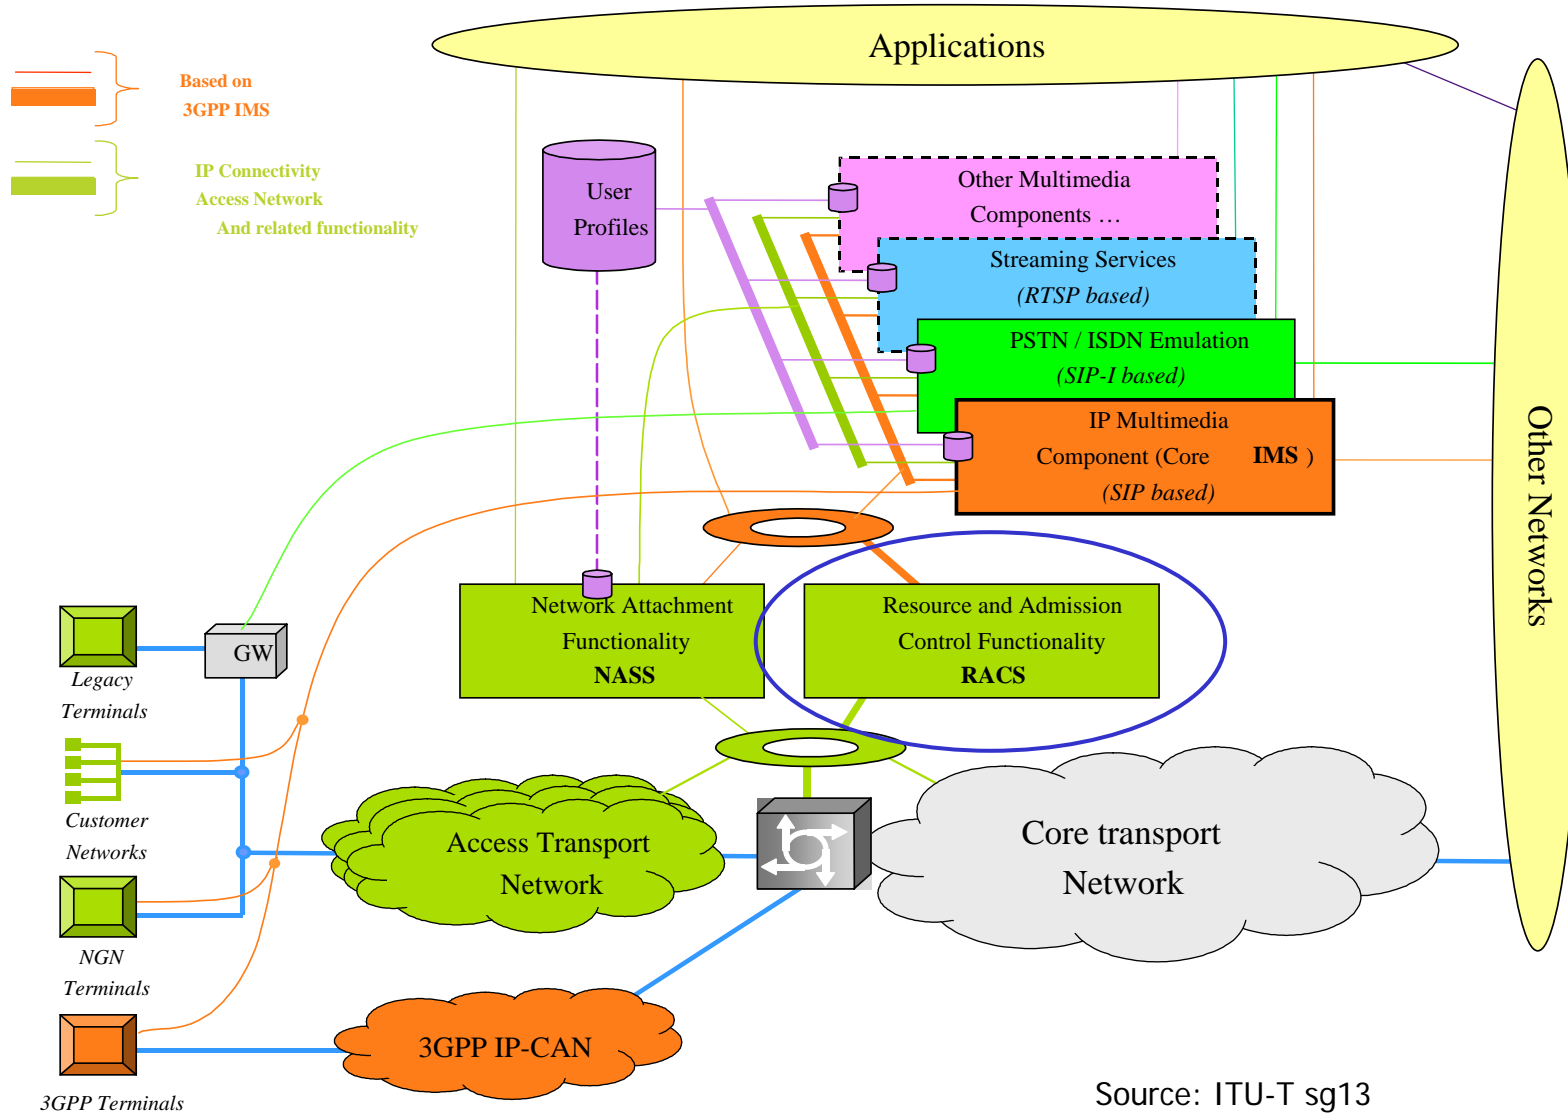 Applications
Based on
3GPP IMS
IP Connectivity
Access Network
And related functionality
User
Profiles
Other Multimedia
Components …
Streaming Services
(RTSP based)
PSTN / ISDN Emulation
(SIP-I based)
IP Multimedia
Component (Core IMS )
(SIP based)
Other Networks
Network Attachment
Functionality
NASS
Resource and Admission
Control Functionality
RACS
GW
Legacy
Terminals
Customer
Networks
NGN
Terminals
3GPP Terminals
Access Transport
Network
Core transport
Network
3GPP IP-CAN
Source: ITU-T sg13